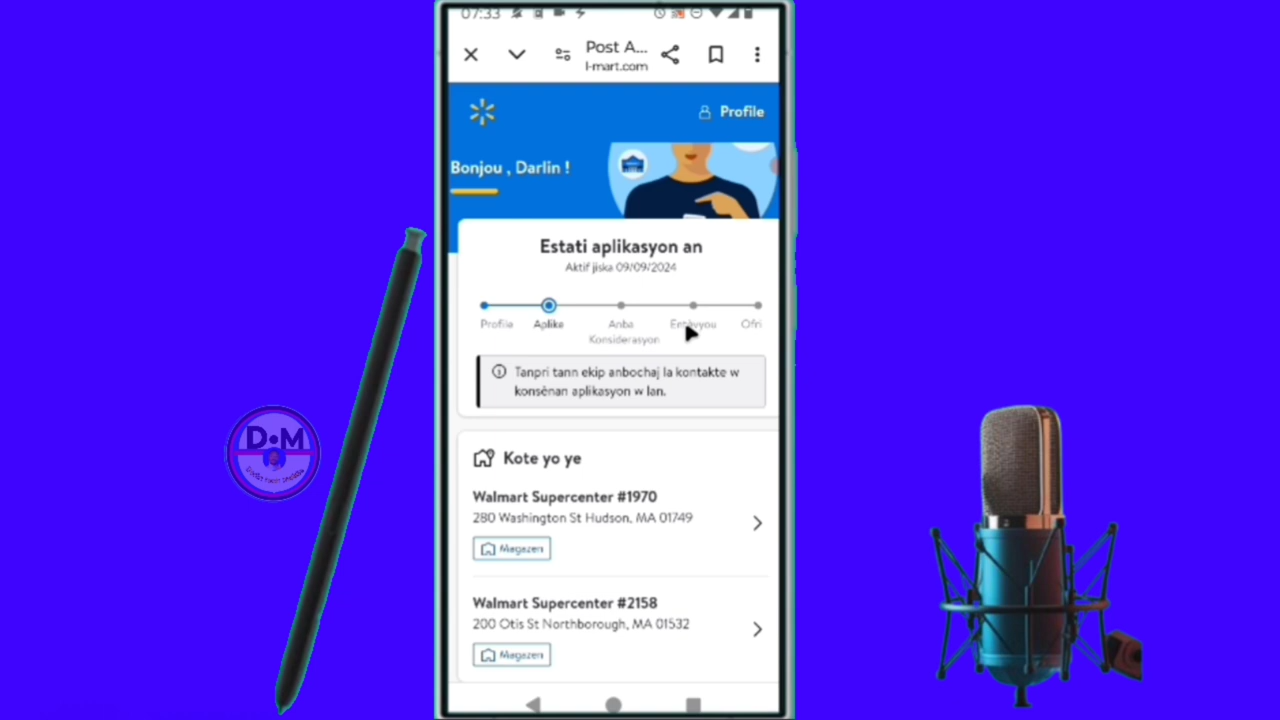 07:33
Post A...
l-mart.com
Profile
Bonjou , Darlin !
Estati aplikasyon an
Aktif jiska 09/09/2024
Profile Aplike Anba Konsiderasyon Entèvyou Ofri
Tanpri tann ekip anbochaj la kontakte w
konsènan aplikasyon w lan.
Kote yo ye
Walmart Supercenter #1970
280 Washington St Hudson, MA 01749
Magazen
Walmart Supercenter #2158
200 Otis St Northborough, MA 01532
Magazen
D•M